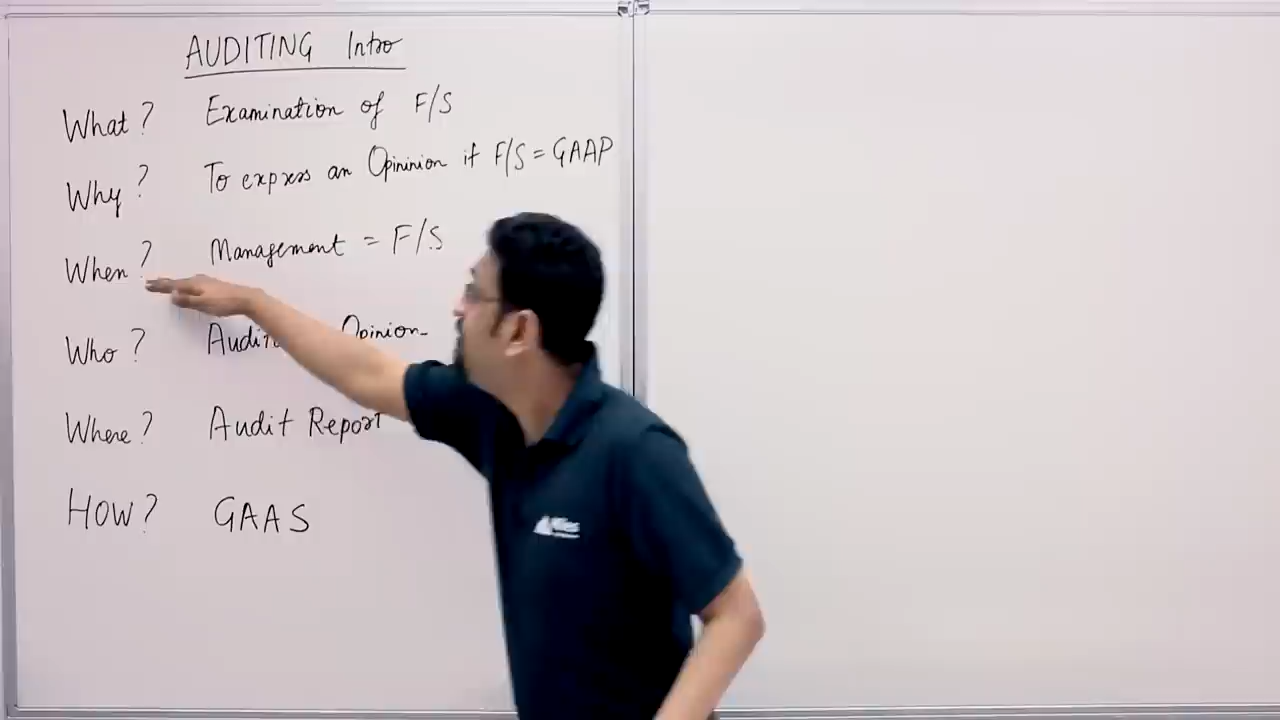 AUDITING Intro
What? Examination of F/S
Why? To express an Opininion if F/S = GAAP
When? Management = F/S
Who? Opinion
Where? Audit Report
HOW? GAAS